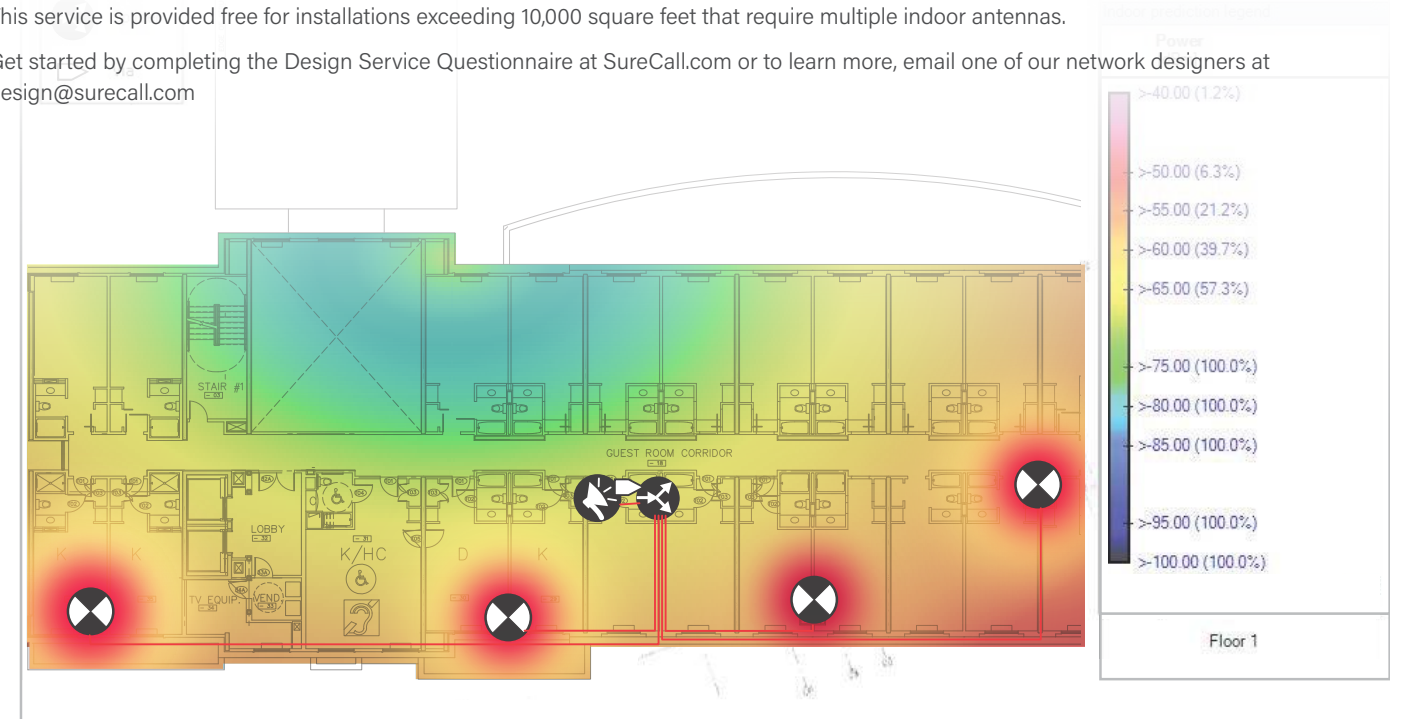 his service is provided free for installations exceeding 10,000 square feet that require multiple indoor antennas.
et started by completing the Design Service Questionnaire at SureCall.com or to learn more, email one of our network designers at
esign@surecall.com
Indoor prediction legend
Power
>-40.00 (1.2%)
>-50.00 (6.3%)
>-55.00 (21.2%)
>-60.00 (39.7%)
>-65.00 (57.3%)
>-75.00 (100.0%)
>-80.00 (100.0%)
>-85.00 (100.0%)
>-95.00 (100.0%)
>-100.00 (100.0%)
Floor 1
STAIR #1
GUEST ROOM CORRIDOR
LOBBY
K
K
K/HC
D
K
TV EQUIP.
VEND.